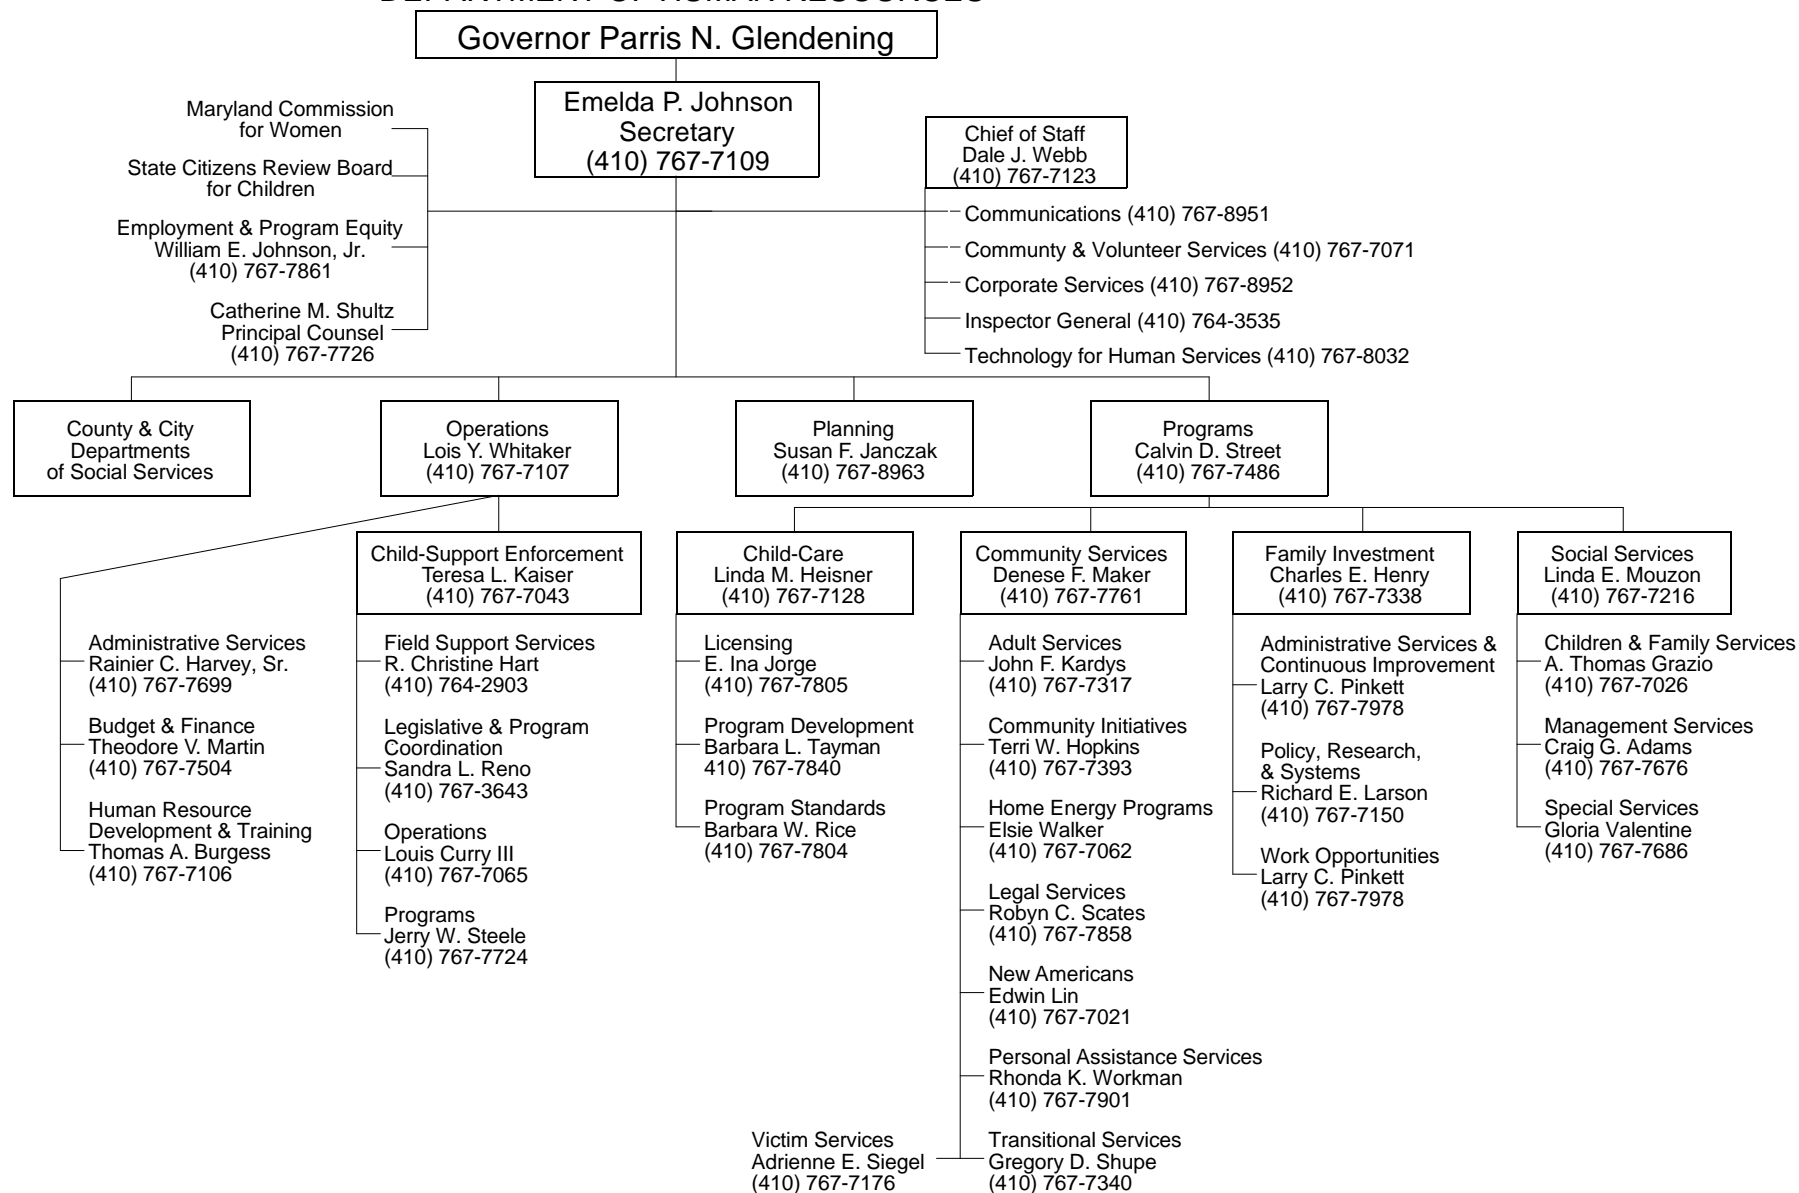 DEPARTMENT OF HUMAN RESOURCES
Governor Parris N. Glendening
Emelda P. Johnson
Secretary
(410) 767-7109
Maryland Commission
for Women
State Citizens Review Board
for Children
Employment & Program Equity
William E. Johnson, Jr.
(410) 767-7861
Catherine M. Shultz
Principal Counsel
(410) 767-7726
Chief of Staff
Dale J. Webb
(410) 767-7123
Communications (410) 767-8951
Communty & Volunteer Services (410) 767-7071
Corporate Services (410) 767-8952
Inspector General (410) 764-3535
Technology for Human Services (410) 767-8032
County & City
Departments
of Social Services
Operations
Lois Y. Whitaker
(410) 767-7107
Planning
Susan F. Janczak
(410) 767-8963
Programs
Calvin D. Street
(410) 767-7486
Administrative Services
Rainier C. Harvey, Sr.
(410) 767-7699
Budget & Finance
Theodore V. Martin
(410) 767-7504
Human Resource
Development & Training
Thomas A. Burgess
(410) 767-7106
Child-Support Enforcement
Teresa L. Kaiser
(410) 767-7043
Field Support Services
R. Christine Hart
(410) 764-2903
Legislative & Program
Coordination
Sandra L. Reno
(410) 767-3643
Operations
Louis Curry III
(410) 767-7065
Programs
Jerry W. Steele
(410) 767-7724
Child-Care
Linda M. Heisner
(410) 767-7128
Licensing
E. Ina Jorge
(410) 767-7805
Program Development
Barbara L. Tayman
410) 767-7840
Program Standards
Barbara W. Rice
(410) 767-7804
Community Services
Denese F. Maker
(410) 767-7761
Adult Services
John F. Kardys
(410) 767-7317
Community Initiatives
Terri W. Hopkins
(410) 767-7393
Home Energy Programs
Elsie Walker
(410) 767-7062
Legal Services
Robyn C. Scates
(410) 767-7858
New Americans
Edwin Lin
(410) 767-7021
Personal Assistance Services
Rhonda K. Workman
(410) 767-7901
Victim Services
Adrienne E. Siegel
(410) 767-7176
Transitional Services
Gregory D. Shupe
(410) 767-7340
Family Investment
Charles E. Henry
(410) 767-7338
Administrative Services &
Continuous Improvement
Larry C. Pinkett
(410) 767-7978
Policy, Research,
& Systems
Richard E. Larson
(410) 767-7150
Work Opportunities
Larry C. Pinkett
(410) 767-7978
Social Services
Linda E. Mouzon
(410) 767-7216
Children & Family Services
A. Thomas Grazio
(410) 767-7026
Management Services
Craig G. Adams
(410) 767-7676
Special Services
Gloria Valentine
(410) 767-7686